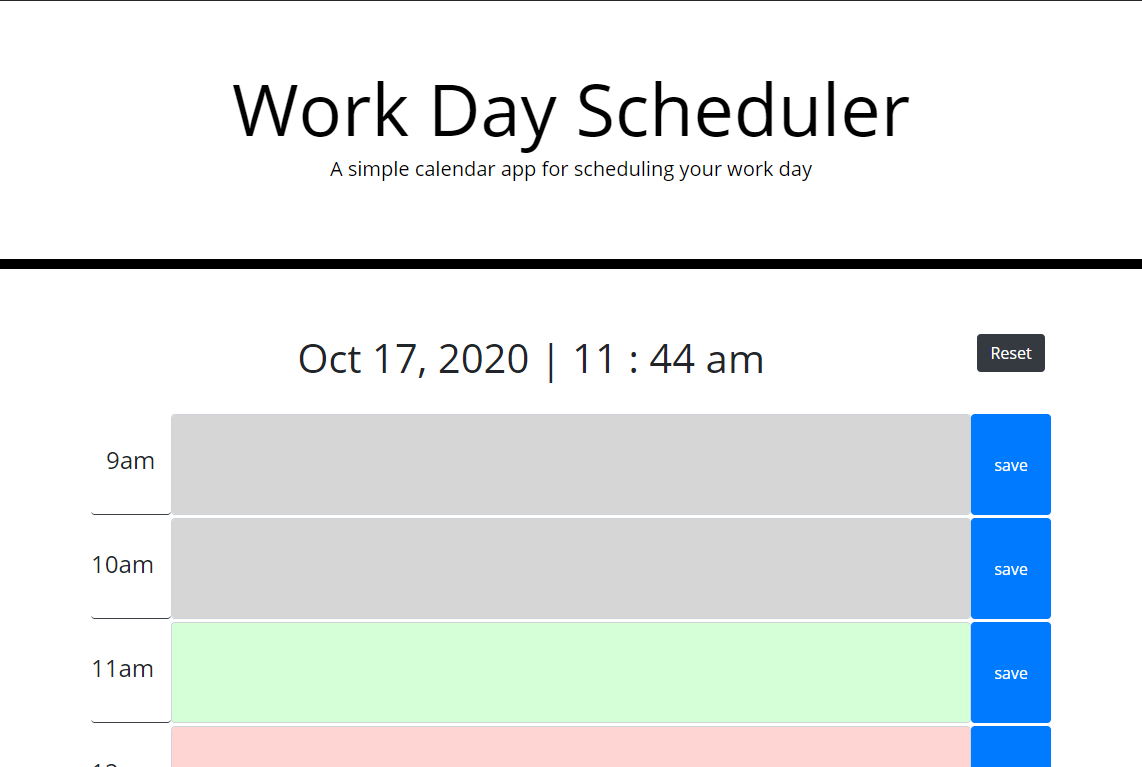 Work Day Scheduler
A simple calendar app for scheduling your work day
Oct 17, 2020 | 11 : 44 am
Reset
9am
save
10am
save
11am
save